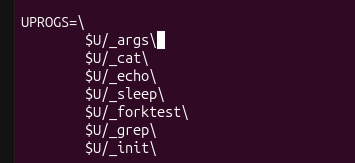 UPROGS=\
$U/_args\
$U/_cat\
$U/_echo\
$U/_sleep\
$U/_forktest\
$U/_grep\
$U/_init\